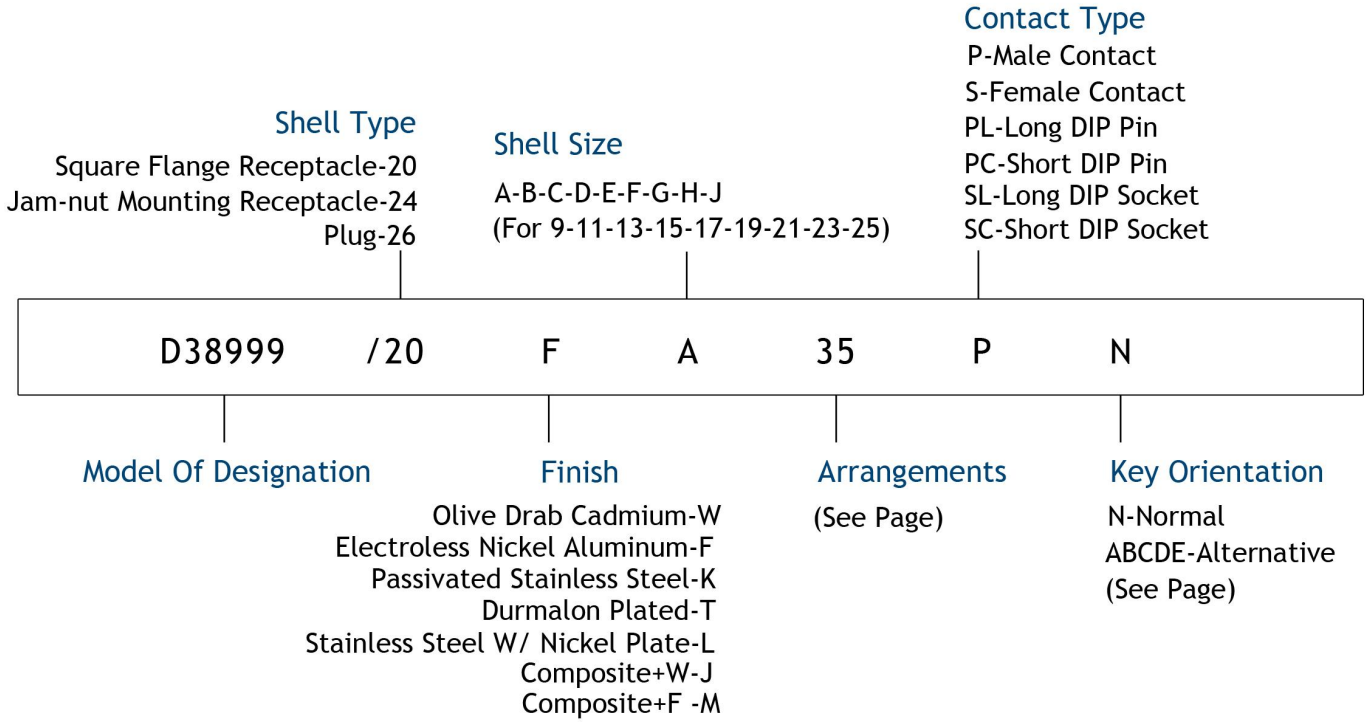 Contact Type
P-Male Contact
S-Female Contact
PL-Long DIP Pin
PC-Short DIP Pin
SL-Long DIP Socket
SC-Short DIP Socket
Shell Type
Square Flange Receptacle-20
Jam-nut Mounting Receptacle-24
Plug-26
Shell Size
A-B-C-D-E-F-G-H-J
(For 9-11-13-15-17-19-21-23-25)
D38999 /20 F A 35 P N
Model Of Designation
Finish
Olive Drab Cadmium-W
Electroless Nickel Aluminum-F
Passivated Stainless Steel-K
Durmalon Plated-T
Stainless Steel W/ Nickel Plate-L
Composite+W-J
Composite+F -M
Arrangements
(See Page)
Key Orientation
N-Normal
ABCDE-Alternative
(See Page)